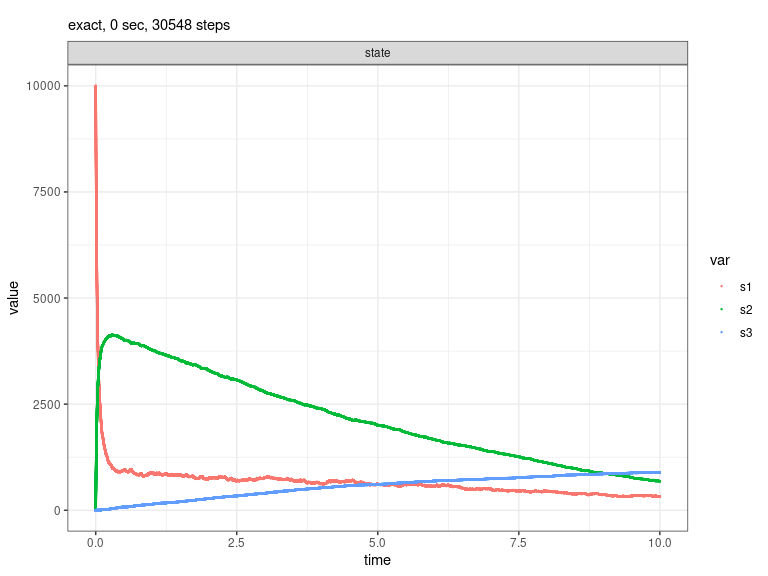 exact, 0 sec, 30548 steps
state
10000
7500
5000
2500
0
value
0.0 2.5 5.0 7.5 10.0
time
var
s1
s2
s3